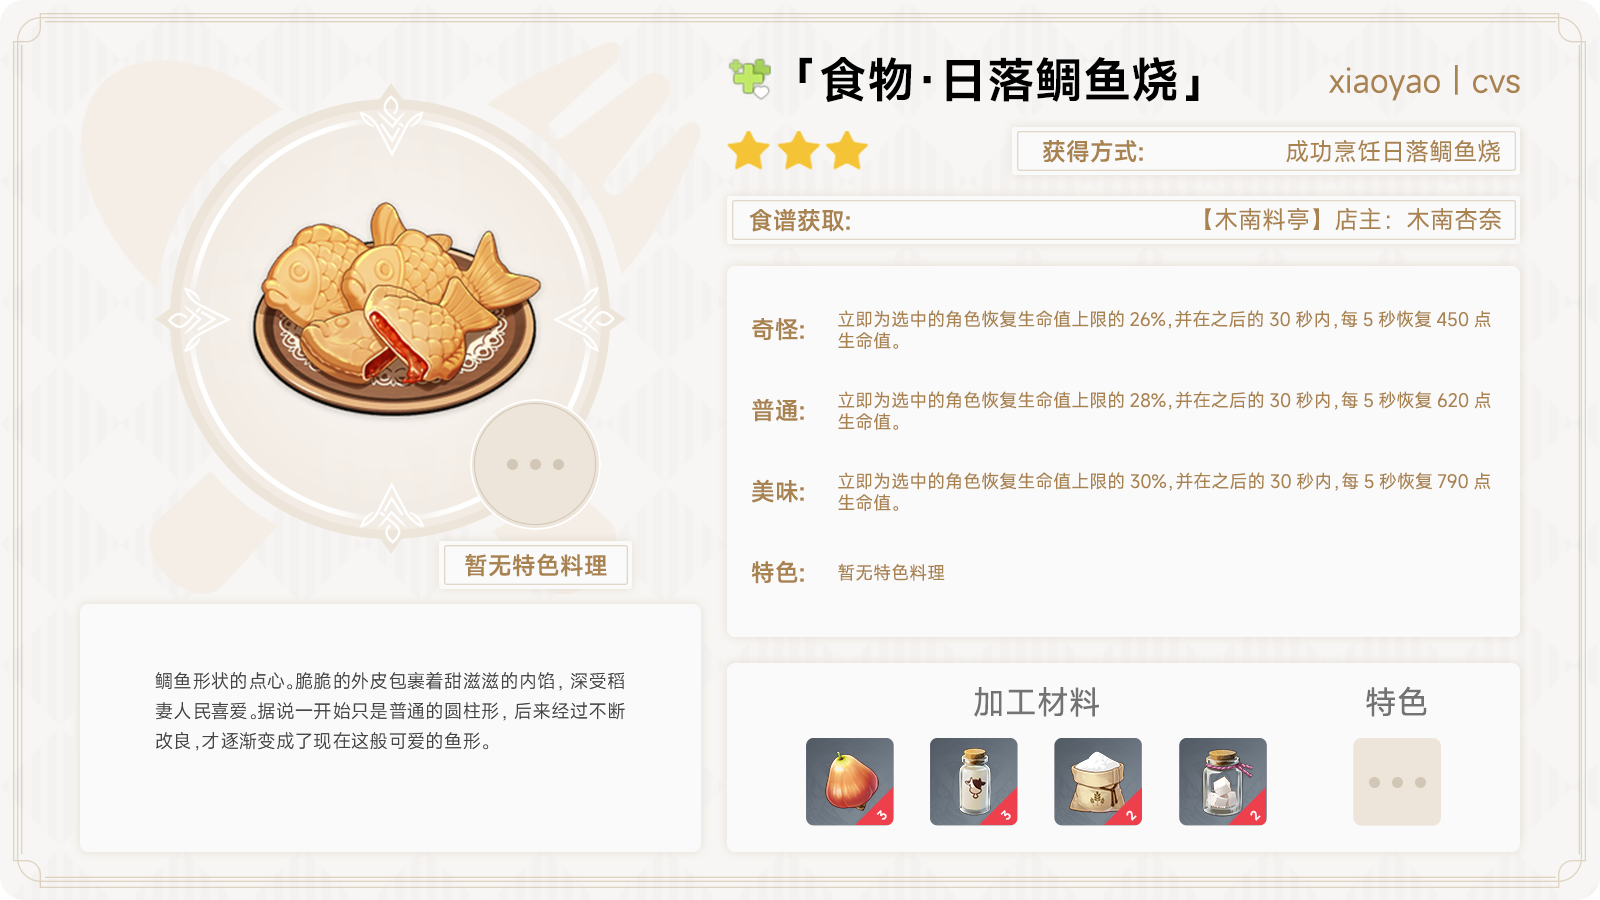 「食物·日落鲷鱼烧」
xiaoyao | cvs
获得方式: 成功烹饪日落鲷鱼烧
食谱获取: 【木南料亭】店主：木南杏奈
奇怪: 立即为选中的角色恢复生命值上限的 26%,并在之后的 30 秒内,每 5 秒恢复 450 点
生命值。
普通: 立即为选中的角色恢复生命值上限的 28%,并在之后的 30 秒内,每 5 秒恢复 620 点
生命值。
美味: 立即为选中的角色恢复生命值上限的 30%,并在之后的 30 秒内,每 5 秒恢复 790 点
生命值。
特色: 暂无特色料理
暂无特色料理
鲷鱼形状的点心。脆脆的外皮包裹着甜滋滋的内馅，深受稻
妻人民喜爱。据说一开始只是普通的圆柱形，后来经过不断
改良,才逐渐变成了现在这般可爱的鱼形。
加工材料 特色
3 3 2 2